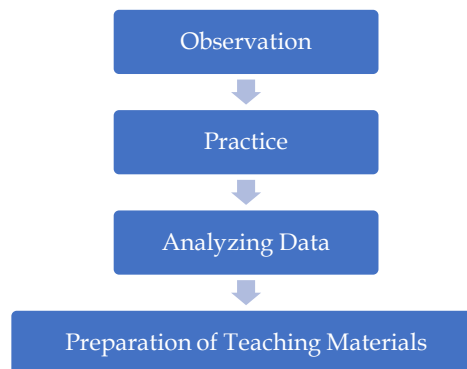 Observation
Practice
Analyzing Data
Preparation of Teaching Materials